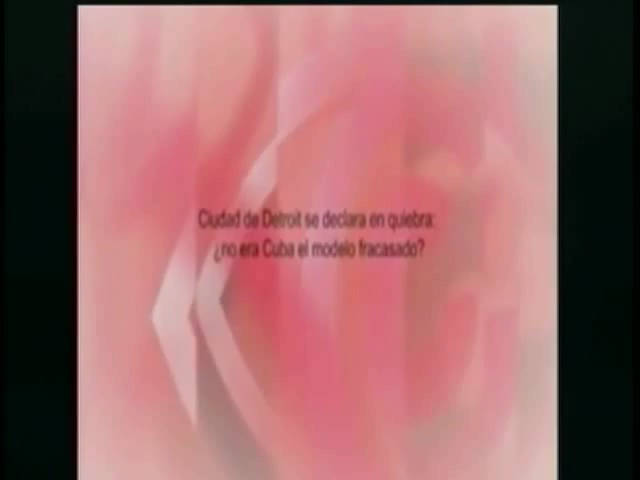 Ciudad de Detroit se declara en quiebra:
¿no era Cuba el modelo fracasado?